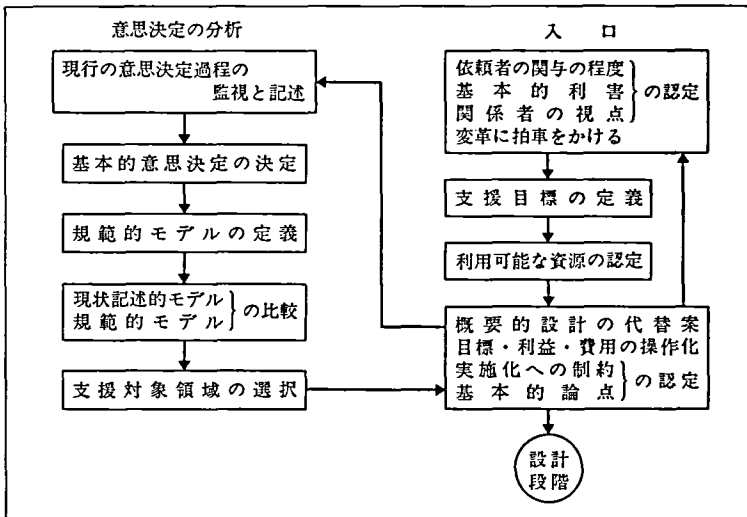 意思決定の分析
現行の意思決定過程の
監視と記述
基本的意思決定の決定
規範的モデルの定義
現状記述的モデル
規範的モデル
の比較
支援対象領域の選択
入口
依頼者の関与の程度
基本的利害
関係者の視点
の認定
変革に拍車をかける
支援目標の定義
利用可能な資源の認定
概要的設計の代替案
目標・利益・費用の操作化
実施化への制約
基本的論点
の認定
設計
段階